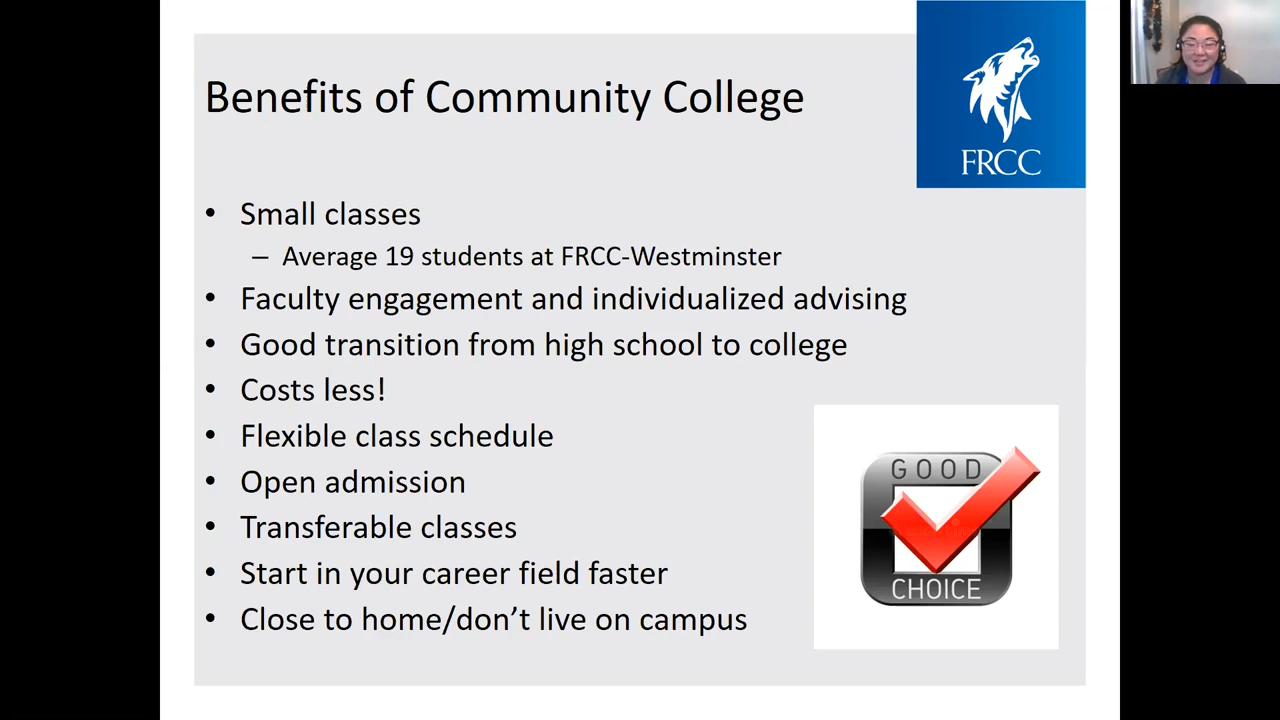 Benefits of Community College
FRCC
• Small classes
– Average 19 students at FRCC-Westminster
• Faculty engagement and individualized advising
• Good transition from high school to college
• Costs less!
• Flexible class schedule
• Open admission
• Transferable classes
• Start in your career field faster
• Close to home/don’t live on campus
GOOD
CHOICE